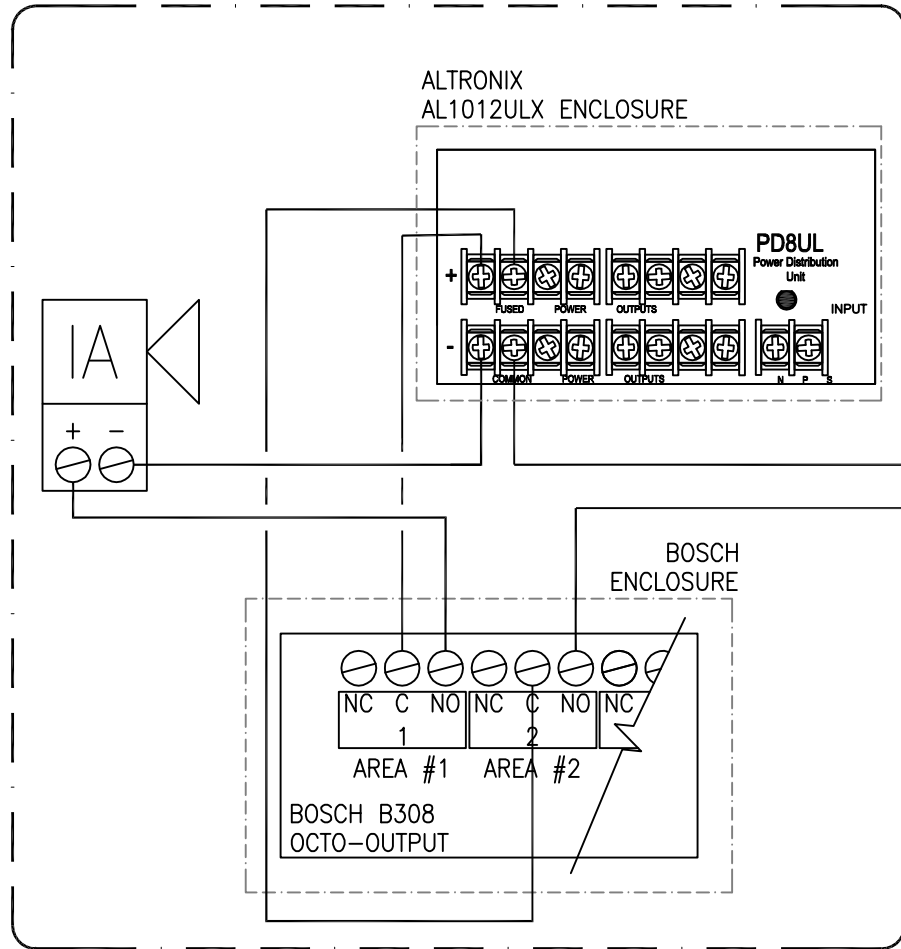 ALTRONIX
AL1012ULX ENCLOSURE
PD8UL
Power Distribution
Unit
+
FUSED POWER OUTPUTS
INPUT
-
COMMON POWER OUTPUTS
N P S
IA
+ -
BOSCH
ENCLOSURE
NC C NO NC C NO NC
1 2
AREA #1 AREA #2
BOSCH B308
OCTO-OUTPUT